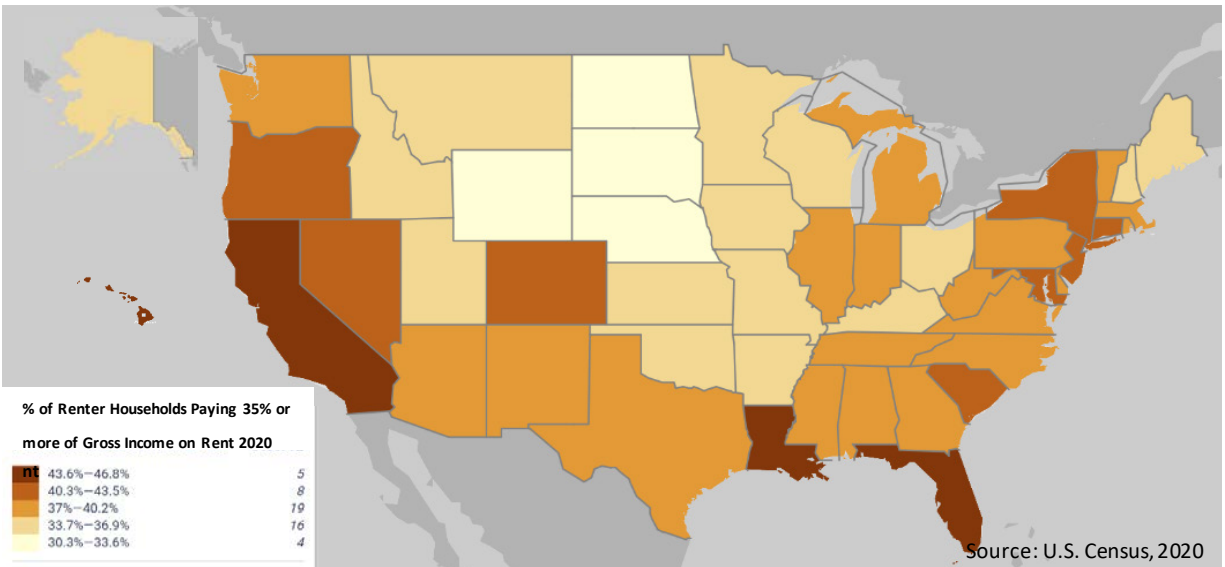 % of Renter Households Paying 35% or
more of Gross Income on Rent 2020
nt 43.6%–46.8% 5
40.3%–43.5% 8
37%–40.2% 19
33.7%–36.9% 16
30.3%–33.6% 4
Source: U.S. Census, 2020